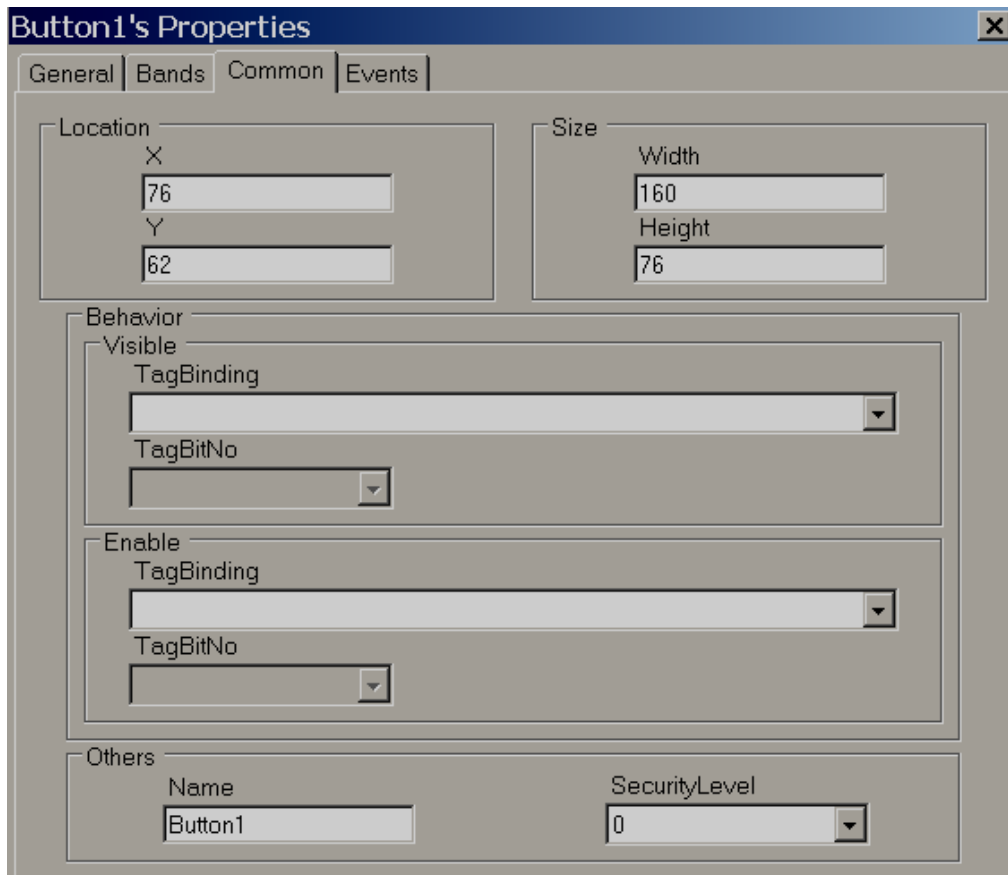 Button1's Properties
General Bands Common Events
Location Size
X Width
76 160
Y Height
62 76
Behavior
Visible
TagBinding
TagBitNo
Enable
TagBinding
TagBitNo
Others
Name SecurityLevel
Button1 0